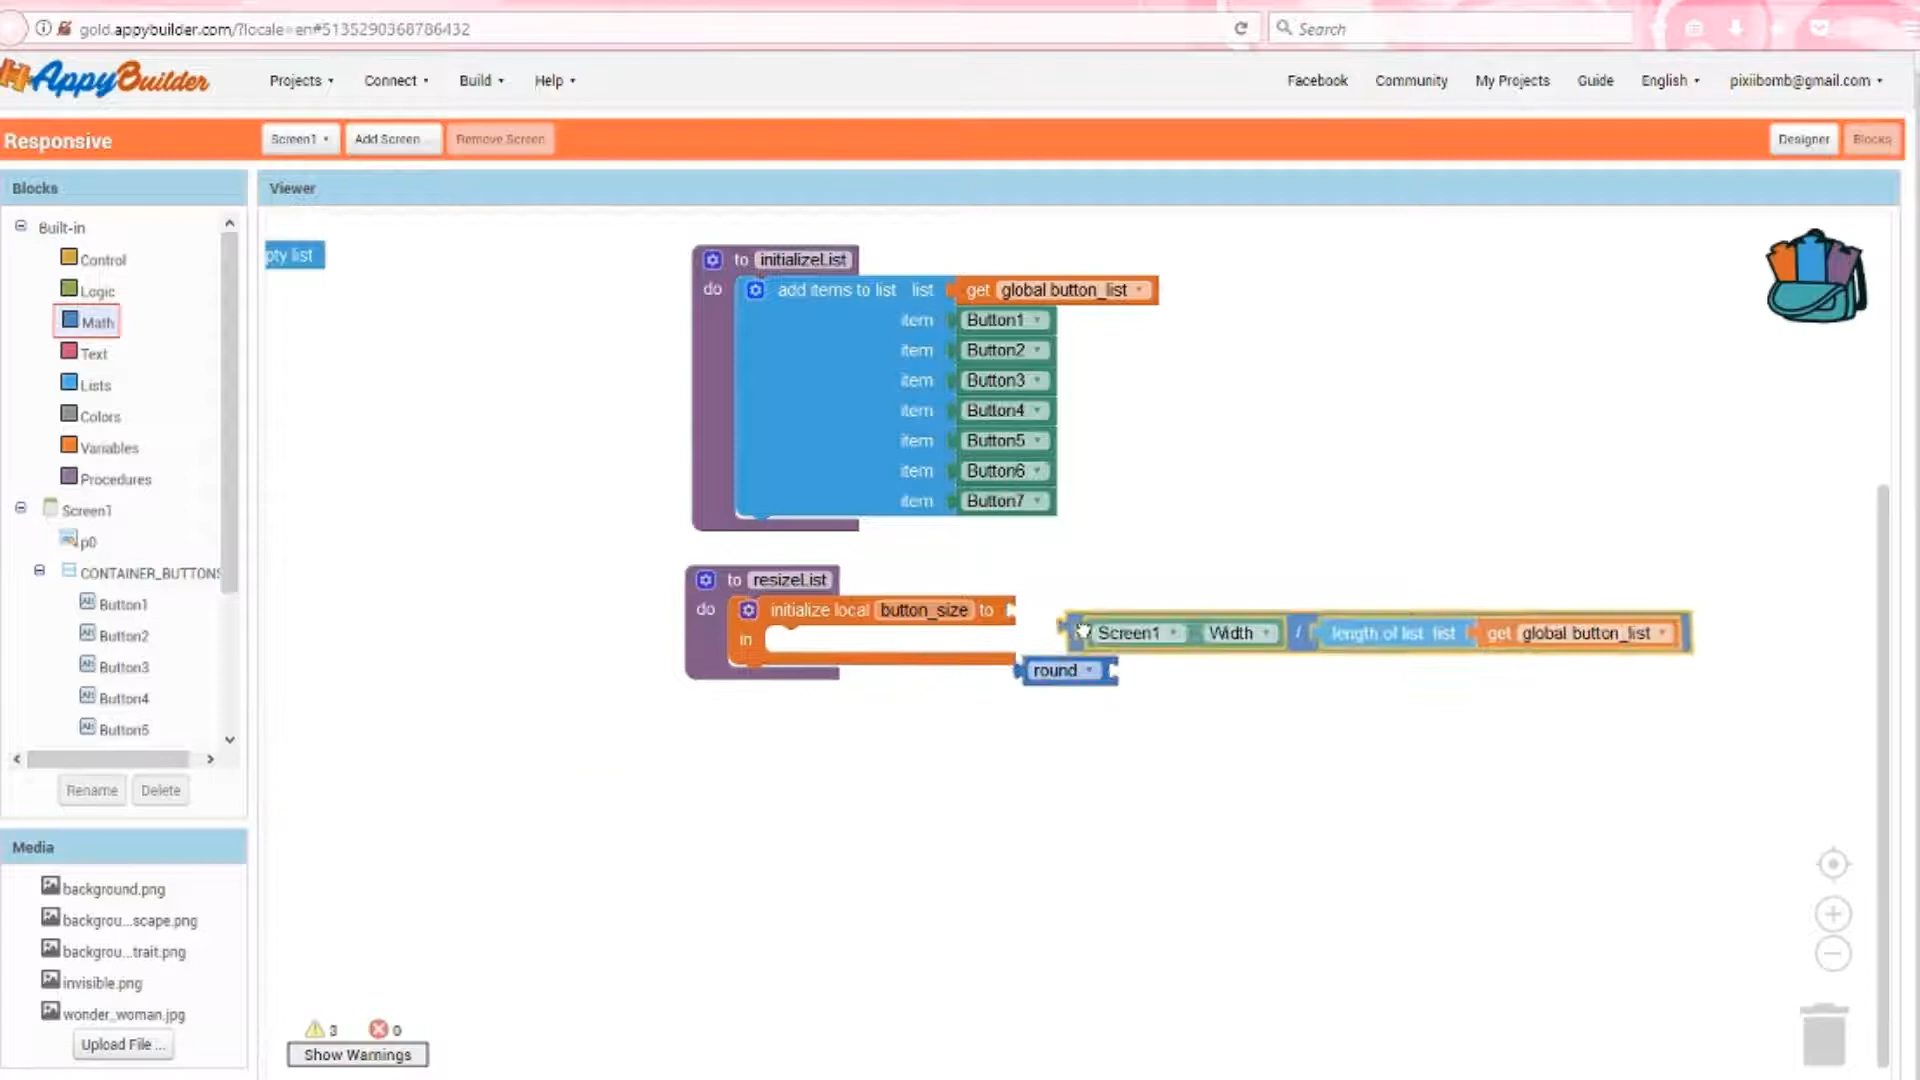 gold.appybuilder.com/?locale=en#5135290368786432
Search
AppyBuilder
Projects
Connect
Build
Help
Facebook
Community
My Projects
Guide
English
pixiibomb@gmail.com
Responsive
Screen1
Add Screen ...
Remove Screen
Designer
Blocks
Blocks
Viewer
Built-in
Control
Logic
Math
Text
Lists
Colors
Variables
Procedures
Screen1
p0
CONTAINER_BUTTONS
Button1
Button2
Button3
Button4
Button5
Rename
Delete
Media
background.png
backgrou...scape.png
backgrou...trait.png
invisible.png
wonder_woman.jpg
Upload File ...
pty list
to initializeList
do add items to list list get global button_list
item Button1
item Button2
item Button3
item Button4
item Button5
item Button6
item Button7
to resizeList
do initialize local button_size to
in
Screen1 . Width / length of list list get global button_list
round
3 0
Show Warnings